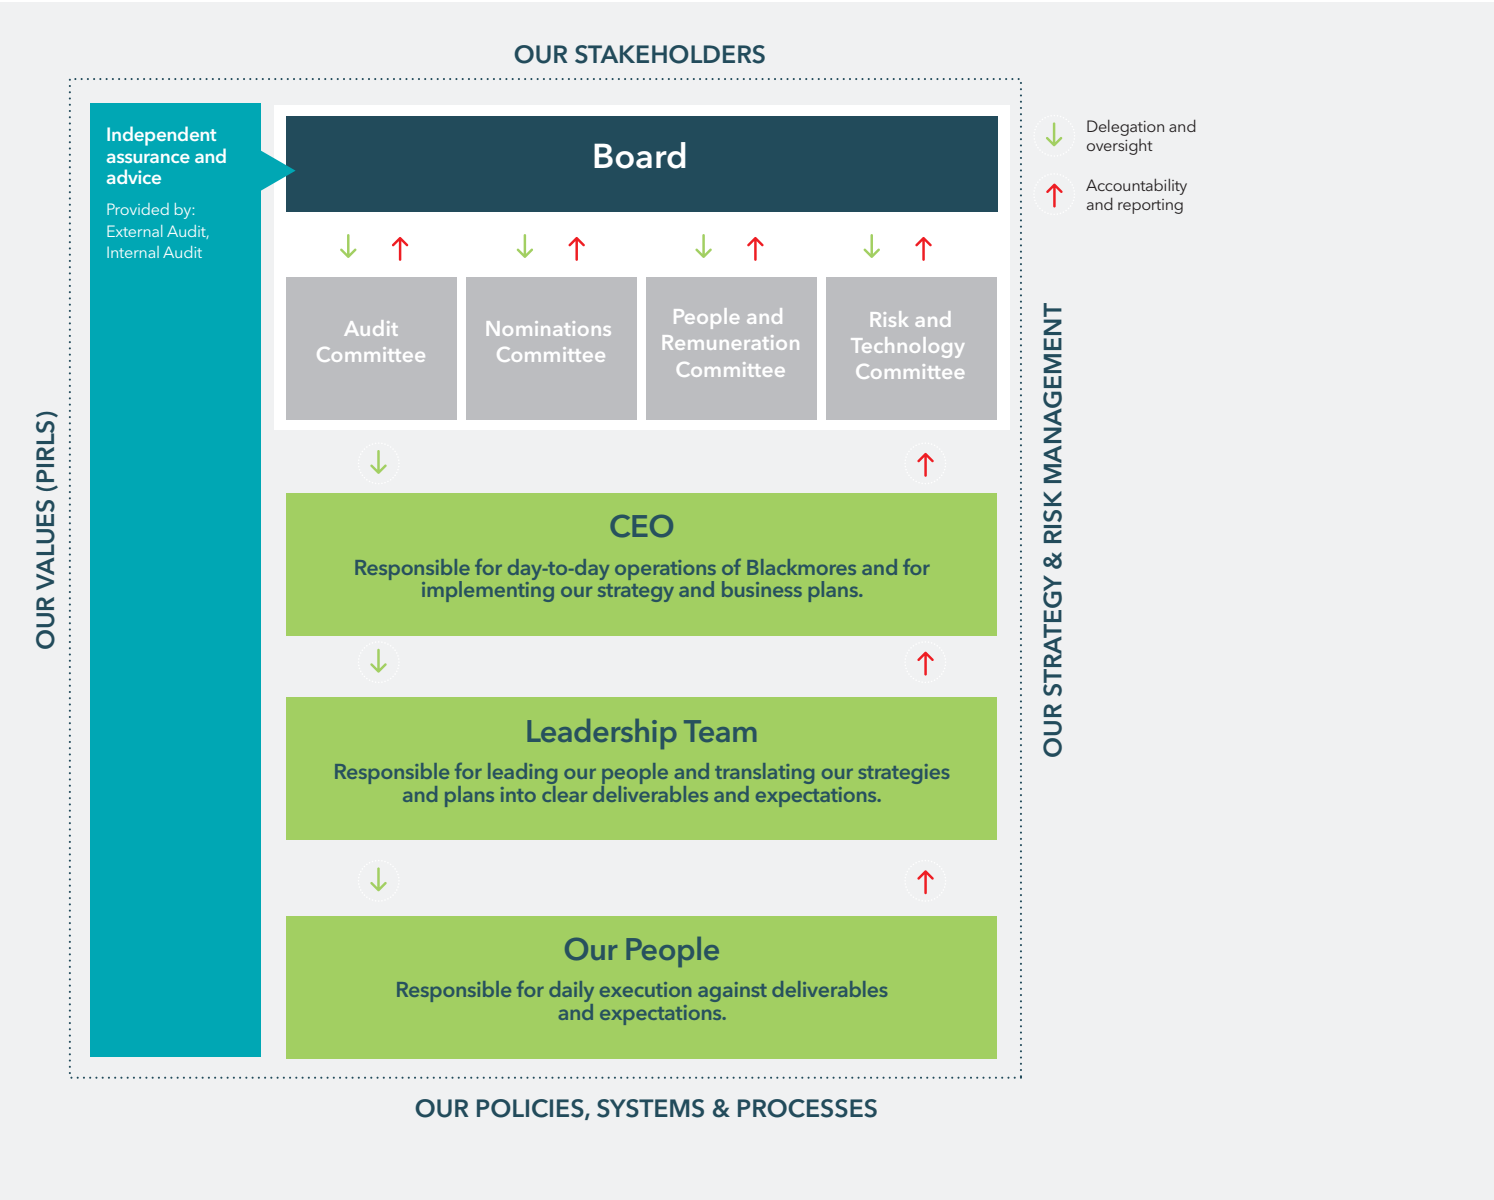 OUR STAKEHOLDERS
Independent
assurance and
advice
Provided by:
External Audit,
Internal Audit
Board
Delegation and
oversight
Accountability
and reporting
Audit
Committee
Nominations
Committee
People and
Remuneration
Committee
Risk and
Technology
Committee
OUR VALUES (PIRLS)
OUR STRATEGY & RISK MANAGEMENT
CEO
Responsible for day-to-day operations of Blackmores and for
implementing our strategy and business plans.
Leadership Team
Responsible for leading our people and translating our strategies
and plans into clear deliverables and expectations.
Our People
Responsible for daily execution against deliverables
and expectations.
OUR POLICIES, SYSTEMS & PROCESSES